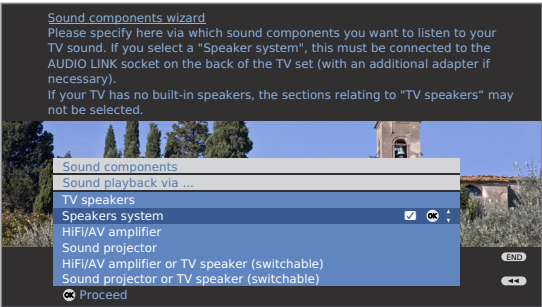 Sound components wizard
Please specify here via which sound components you want to listen to your
TV sound. If you select a "Speaker system", this must be connected to the
AUDIO LINK socket on the back of the TV set (with an additional adapter if
necessary).
If your TV has no built-in speakers, the sections relating to "TV speakers" may
not be selected.
Sound components
Sound playback via ...
TV speakers
Speakers system OK
HiFi/AV amplifier
Sound projector
HiFi/AV amplifier or TV speaker (switchable)
END
Sound projector or TV speaker (switchable)
OK Proceed